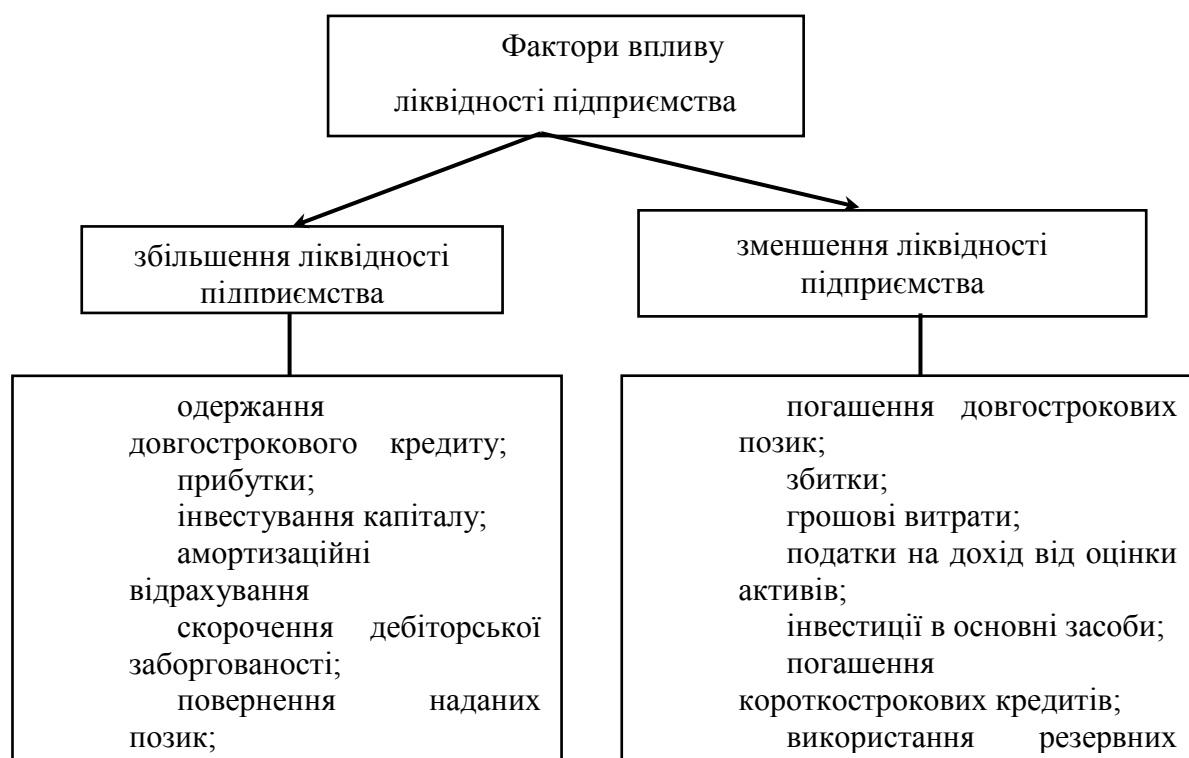 Фактори впливу
ліквідності підприємства
збільшення ліквідності
підприємства
зменшення ліквідності
підприємства
одержання
довгострокового кредиту;
прибутки;
інвестування капіталу;
амортизаційні
відрахування
скорочення дебіторської
заборгованості;
повернення наданих
позик;
погашення довгострокових
позик;
збитки;
грошові витрати;
податки на дохід від оцінки
активів;
інвестиції в основні засоби;
погашення
короткострокових кредитів;
використання резервних